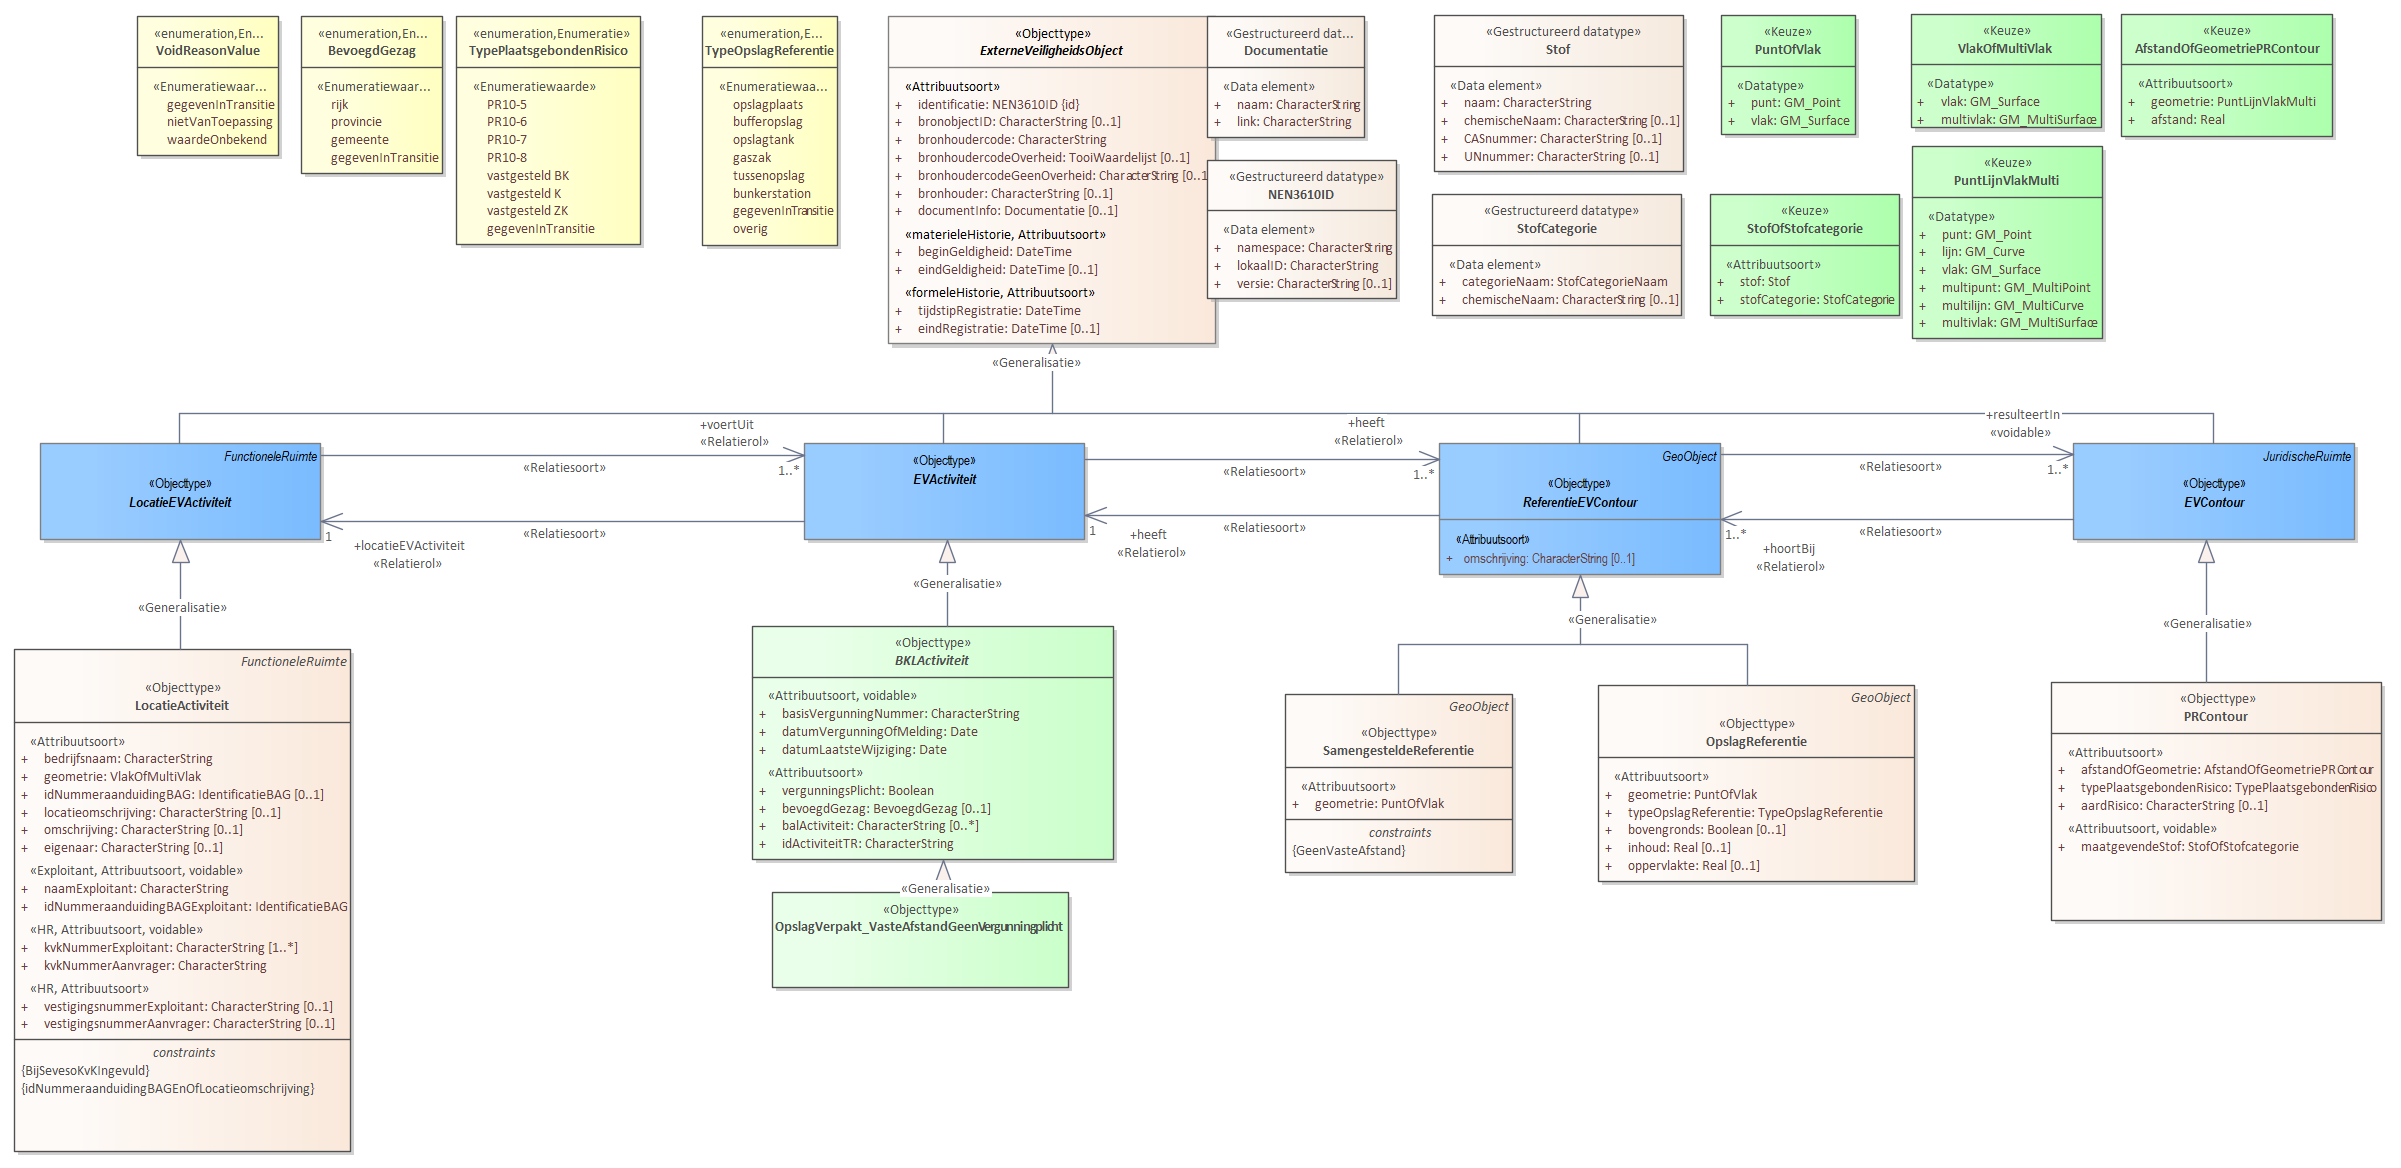 «enumeration,En...
VoidReasonValue
«Enumeratiewaar...
gegevenInTransitie
nietVanToepassing
waardeOnbekend
«enumeration,En...
BevoegdGezag
«Enumeratiewaar...
rijk
provincie
gemeente
gegevenInTransitie
«enumeration,Enumeratie»
TypePlaatsgebondenRisico
«Enumeratiewaarde»
PR10-5
PR10-6
PR10-7
PR10-8
vastgesteld BK
vastgesteld K
vastgesteld ZK
gegevenInTransitie
«enumeration,E...
TypeOpslagReferentie
«Enumeratiewaa...
opslagplaats
bufferopslag
opslagtank
gaszak
tussenopslag
bunkerstation
gegevenInTransitie
overig
«Objecttype»
ExterneVeiligheidsObject
«Attribuutsoort»
+ identificatie: NEN3610ID {id}
+ bronobjectID: CharacterString [0..1]
+ bronhoudercode: CharacterString
+ bronhoudercodeOverheid: TooiWaardelijst [0..1]
+ bronhoudercodeGeenOverheid: CharacterString [0..1
+ bronhouder: CharacterString [0..1]
+ documentInfo: Documentatie [0..1]
«materieleHistorie, Attribuutsoort»
+ beginGeldigheid: DateTime
+ eindGeldigheid: DateTime [0..1]
«formeleHistorie, Attribuutsoort»
+ tijdstipRegistratie: DateTime
+ eindRegistratie: DateTime [0..1]
«Gestructureerd dat...
Documentatie
«Data element»
+ naam: CharacterString
+ link: CharacterString
«Gestructureerd datatype»
NEN3610ID
«Data element»
+ namespace: CharacterString
+ lokaalID: CharacterString
+ versie: CharacterString [0..1]
«Gestructureerd datatype»
Stof
«Data element»
+ naam: CharacterString
+ chemischeNaam: CharacterString [0..1]
+ CASnummer: CharacterString [0..1]
+ UNnummer: CharacterString [0..1]
«Gestructureerd datatype»
StofCategorie
«Data element»
+ categorieNaam: StofCategorieNaam
+ chemischeNaam: CharacterString [0..1]
«Keuze»
PuntOfVlak
«Datatype»
+ punt: GM_Point
+ vlak: GM_Surface
«Keuze»
StofOfStofcategorie
«Attribuutsoort»
+ stof: Stof
+ stofCategorie: StofCategorie
«Keuze»
VlakOfMultiVlak
«Datatype»
+ vlak: GM_Surface
+ multivlak: GM_MultiSurface
«Keuze»
PuntLijnVlakMulti
«Datatype»
+ punt: GM_Point
+ lijn: GM_Curve
+ vlak: GM_Surface
+ multipunt: GM_MultiPoint
+ multilijn: GM_MultiCurve
+ multivlak: GM_MultiSurface
«Keuze»
AfstandOfGeometriePRContour
«Attribuutsoort»
+ geometrie: PuntLijnVlakMulti
+ afstand: Real
«Generalisatie»
FunctioneleRuimte
«Objecttype»
LocatieEVActiviteit
+voertUit
«Relatierol»
1..*
«Relatiesoort»
«Relatiesoort»
1
+locatieEVActiviteit
«Relatierol»
«Objecttype»
EVActiviteit
+heeft
«Relatierol»
1..*
«Relatiesoort»
«Relatiesoort»
1
+heeft
«Relatierol»
GeoObject
«Objecttype»
ReferentieEVContour
«Attribuutsoort»
+ omschrijving: CharacterString [0..1]
+resulteertIn
«voidable»
1..*
«Relatiesoort»
«Relatiesoort»
1..*
+hoortBij
«Relatierol»
JuridischeRuimte
«Objecttype»
EVContour
«Generalisatie»
«Generalisatie»
«Generalisatie»
«Generalisatie»
FunctioneleRuimte
«Objecttype»
LocatieActiviteit
«Attribuutsoort»
+ bedrijfsnaam: CharacterString
+ geometrie: VlakOfMultiVlak
+ idNummeraanduidingBAG: IdentificatieBAG [0..1]
+ locatieomschrijving: CharacterString [0..1]
+ omschrijving: CharacterString [0..1]
+ eigenaar: CharacterString [0..1]
«Exploitant, Attribuutsoort, voidable»
+ naamExploitant: CharacterString
+ idNummeraanduidingBAGExploitant: IdentificatieBAG
«HR, Attribuutsoort, voidable»
+ kvkNummerExploitant: CharacterString [1..*]
+ kvkNummerAanvrager: CharacterString
«HR, Attribuutsoort»
+ vestigingsnummerExploitant: CharacterString [0..1]
+ vestigingsnummerAanvrager: CharacterString [0..1]
constraints
{BijSevesoKvKIngevuld}
{idNummeraanduidingBAGEnOfLocatieomschrijving}
«Objecttype»
BKLActiviteit
«Attribuutsoort, voidable»
+ basisVergunningNummer: CharacterString
+ datumVergunningOfMelding: Date
+ datumLaatsteWijziging: Date
«Attribuutsoort»
+ vergunningsPlicht: Boolean
+ bevoegdGezag: BevoegdGezag [0..1]
+ balActiviteit: CharacterString [0..*]
+ idActiviteitTR: CharacterString
«Generalisatie»
«Objecttype»
OpslagVerpakt_VasteAfstandGeenVergunningplicht
GeoObject
«Objecttype»
SamengesteldeReferentie
«Attribuutsoort»
+ geometrie: PuntOfVlak
constraints
{GeenVasteAfstand}
GeoObject
«Objecttype»
OpslagReferentie
«Attribuutsoort»
+ geometrie: PuntOfVlak
+ typeOpslagReferentie: TypeOpslagReferentie
+ bovengronds: Boolean [0..1]
+ inhoud: Real [0..1]
+ oppervlakte: Real [0..1]
«Objecttype»
PRContour
«Attribuutsoort»
+ afstandOfGeometrie: AfstandOfGeometriePRContour
+ typePlaatsgebondenRisico: TypePlaatsgebondenRisico
+ aardRisico: CharacterString [0..1]
«Attribuutsoort, voidable»
+ maatgevendeStof: StofOfStofcategorie